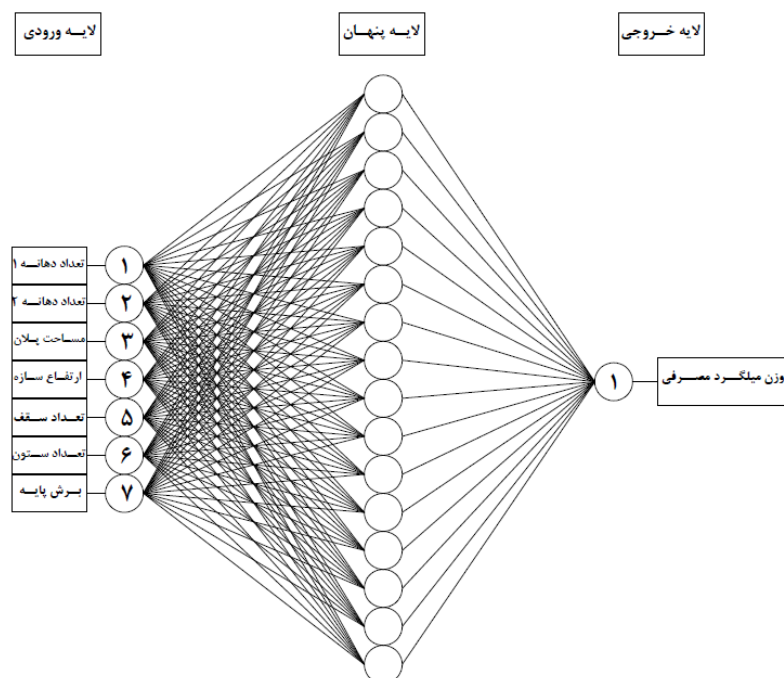 لایه ورودی
لایه پنهان
لایه خروجی
تعداد دهانه ۱
۱
تعداد دهانه ۲
۲
مساحت پلان
۳
ارتفاع سازه
۴
تعداد سقف
۵
تعداد ستون
۶
برش پایه
۷
۱
وزن میلگرد مصرفی